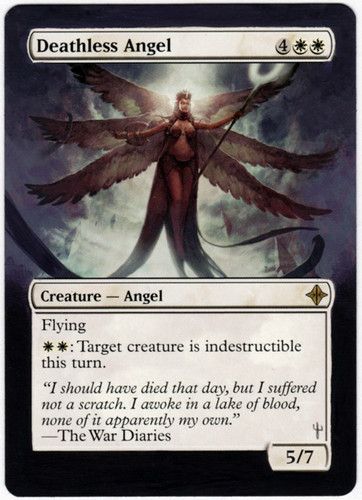 Deathless Angel 4
Creature — Angel
Flying
: Target creature is indestructible
this turn.
“I should have died that day, but I suffered
not a scratch. I awoke in a lake of blood,
none of it apparently my own.”
—The War Diaries
5/7